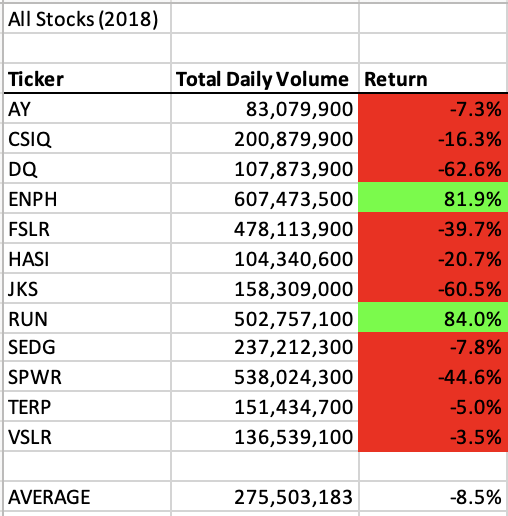 All Stocks (2018)
Ticker Total Daily Volume Return
AY 83,079,900 -7.3%
CSIQ 200,879,900 -16.3%
DQ 107,873,900 -62.6%
ENPH 607,473,500 81.9%
FSLR 478,113,900 -39.7%
HASI 104,340,600 -20.7%
JKS 158,309,000 -60.5%
RUN 502,757,100 84.0%
SEDG 237,212,300 -7.8%
SPWR 538,024,300 -44.6%
TERP 151,434,700 -5.0%
VSLR 136,539,100 -3.5%
AVERAGE 275,503,183 -8.5%